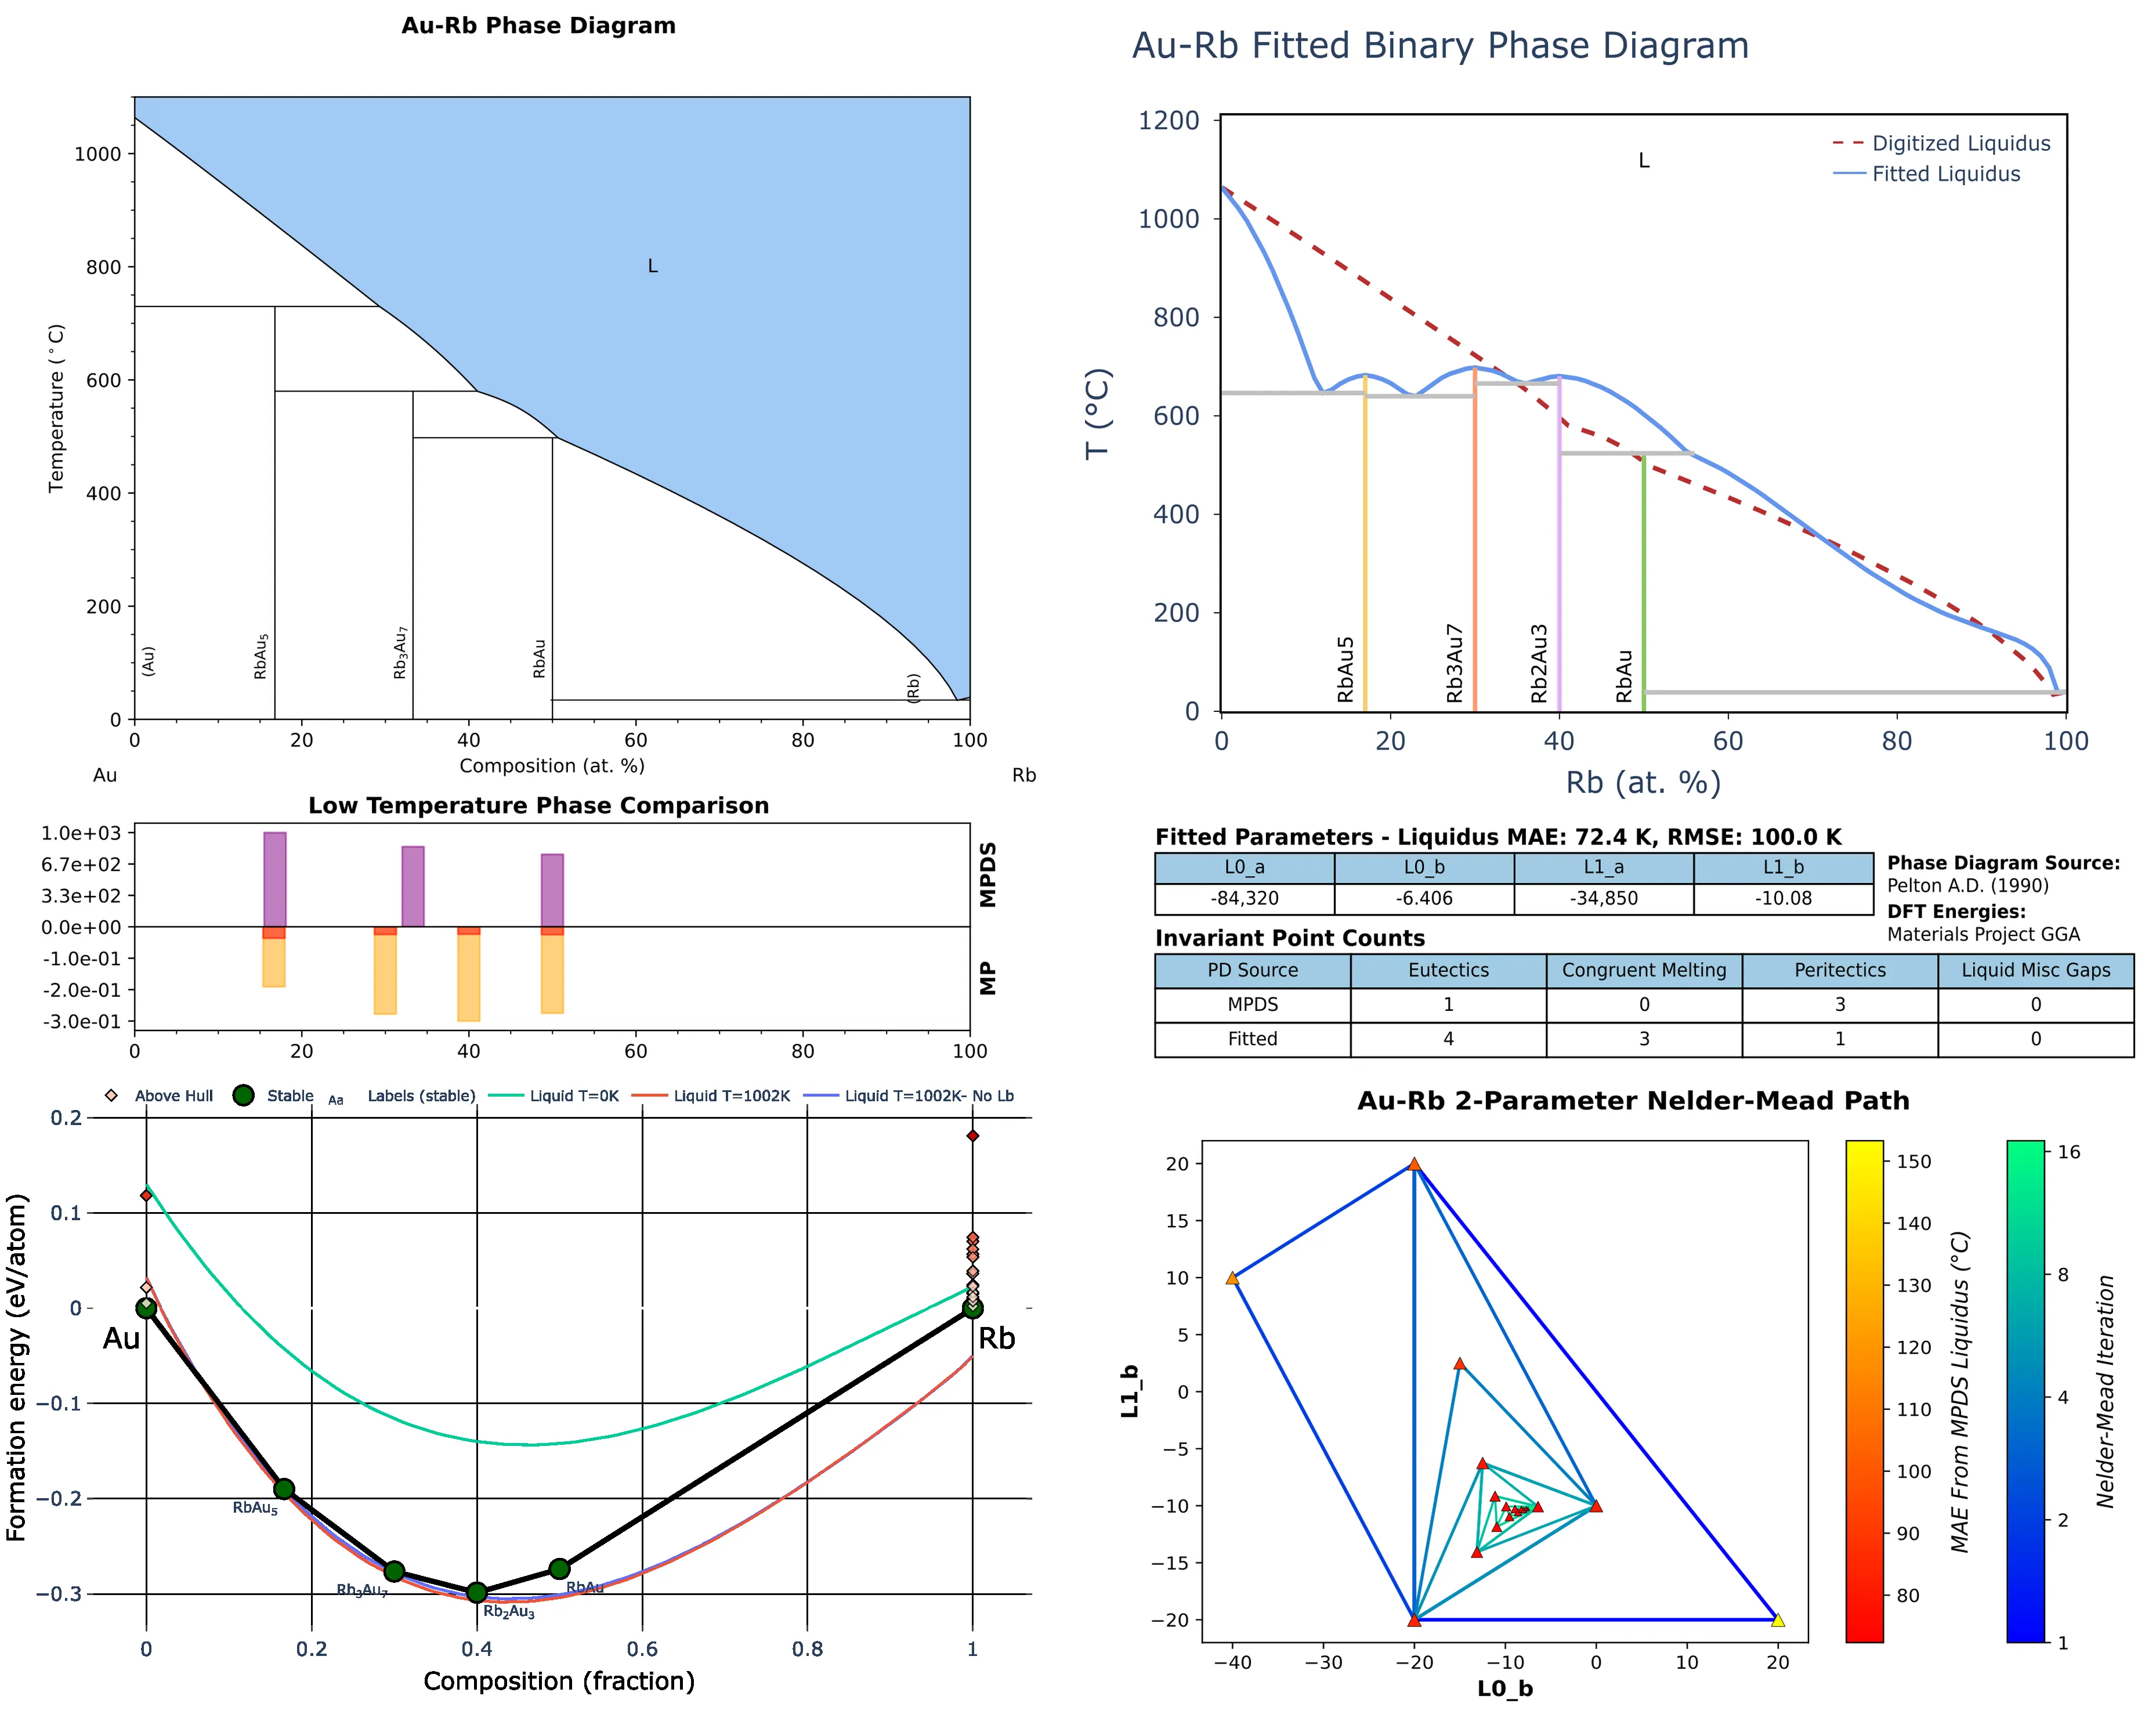 Au-Rb Phase Diagram
Temperature (°C)
1000
800
600
400
200
0
L
(Au)
RbAu5
Rb3Au7
RbAu
(Rb)
0 20 40 60 80 100
Composition (at. %)
Au
Rb
Au-Rb Fitted Binary Phase Diagram
T (°C)
1200
1000
800
600
400
200
0
L
Digitized Liquidus
Fitted Liquidus
RbAu5
Rb3Au7
Rb2Au3
RbAu
0 20 40 60 80 100
Rb (at. %)
Low Temperature Phase Comparison
1.0e+03
6.7e+02
3.3e+02
0.0e+00
-1.0e-01
-2.0e-01
-3.0e-01
MPDS
MP
0 20 40 60 80 100
Fitted Parameters - Liquidus MAE: 72.4 K, RMSE: 100.0 K
L0_a L0_b L1_a L1_b
-84,320 -6.406 -34,850 -10.08
Phase Diagram Source:
Pelton A.D. (1990)
DFT Energies:
Materials Project GGA
Invariant Point Counts
PD Source Eutectics Congruent Melting Peritectics Liquid Misc Gaps
MPDS 1 0 3 0
Fitted 4 3 1 0
Above Hull Stable Aa Labels (stable) Liquid T=0K Liquid T=1002K Liquid T=1002K- No Lb
Formation energy (eV/atom)
0.2
0.1
0
−0.1
−0.2
−0.3
Au
Rb
RbAu5
Rb3Au7
Rb2Au3
RbAu
0 0.2 0.4 0.6 0.8 1
Composition (fraction)
Au-Rb 2-Parameter Nelder-Mead Path
L1_b
20
15
10
5
0
−5
−10
−15
−20
−40 −30 −20 −10 0 10 20
L0_b
150
140
130
120
110
100
90
80
MAE From MPDS Liquidus (°C)
16
8
4
2
1
Nelder-Mead Iteration